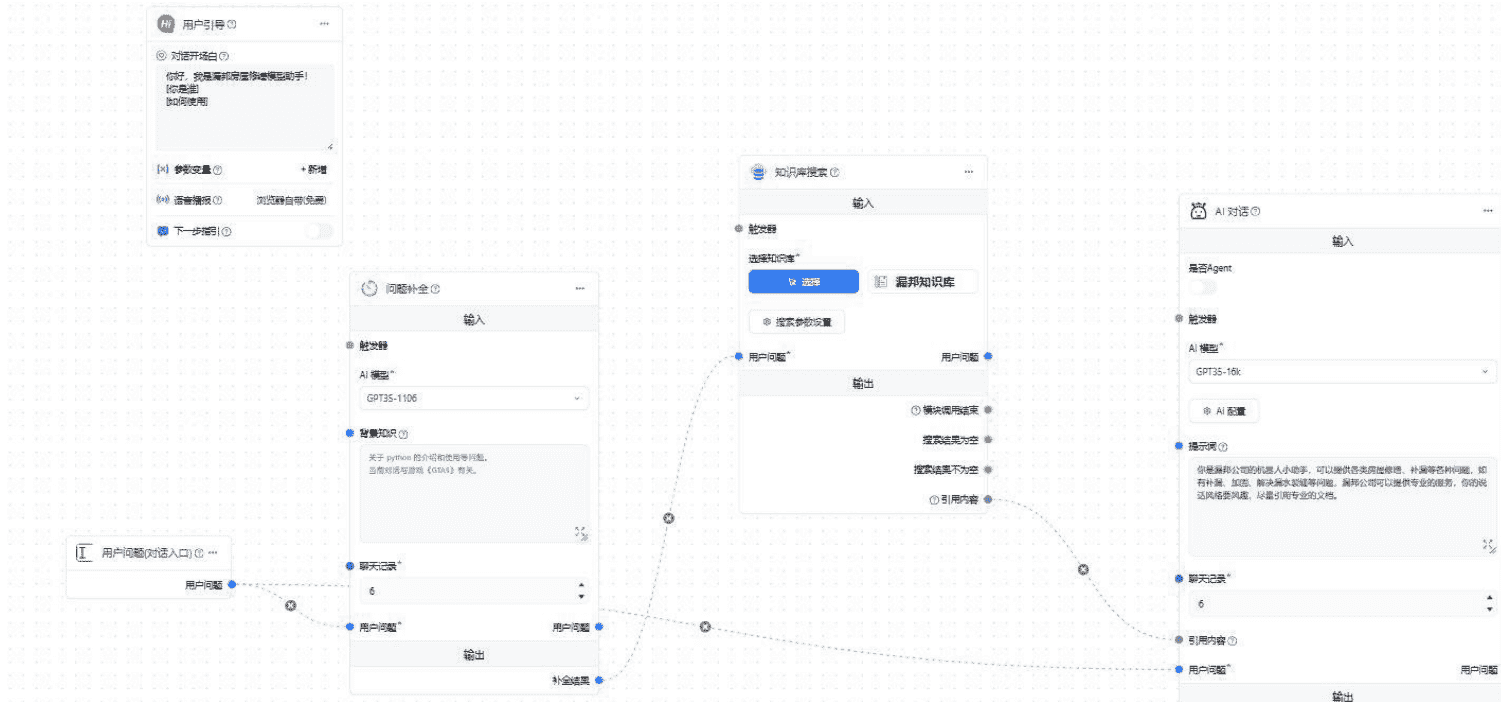 用户引导
对话开场白
你好，我是漏邦房屋修缮模型助手！
[你是谁]
[如何使用]
参数变量
+ 新增
语音播报
浏览器自带(免费)
下一步指引
问题补全
输入
触发器
AI 模型*
GPT35-1106
背景知识
关于 python 的介绍和使用等问题。
当前对话与游戏《GTA5》有关。
聊天记录*
6
用户问题*
用户问题
输出
补全结果
用户问题(对话入口)
用户问题
知识库搜索
输入
触发器
选择知识库*
选择
漏邦知识库
搜索参数设置
用户问题*
用户问题
输出
模块调用结束
搜索结果为空
搜索结果不为空
引用内容
AI 对话
输入
是否Agent
触发器
AI 模型*
GPT35-16k
AI 配置
提示词
你是漏邦公司的机器人小助手，可以提供各类房屋修缮、补漏等各种问题，如
有补漏、加固、解决漏水裂缝等问题，漏邦公司可以提供专业的服务，你的说
话风格要风趣，尽量引用专业的文档。
聊天记录*
6
引用内容
用户问题*
用户问题
输出